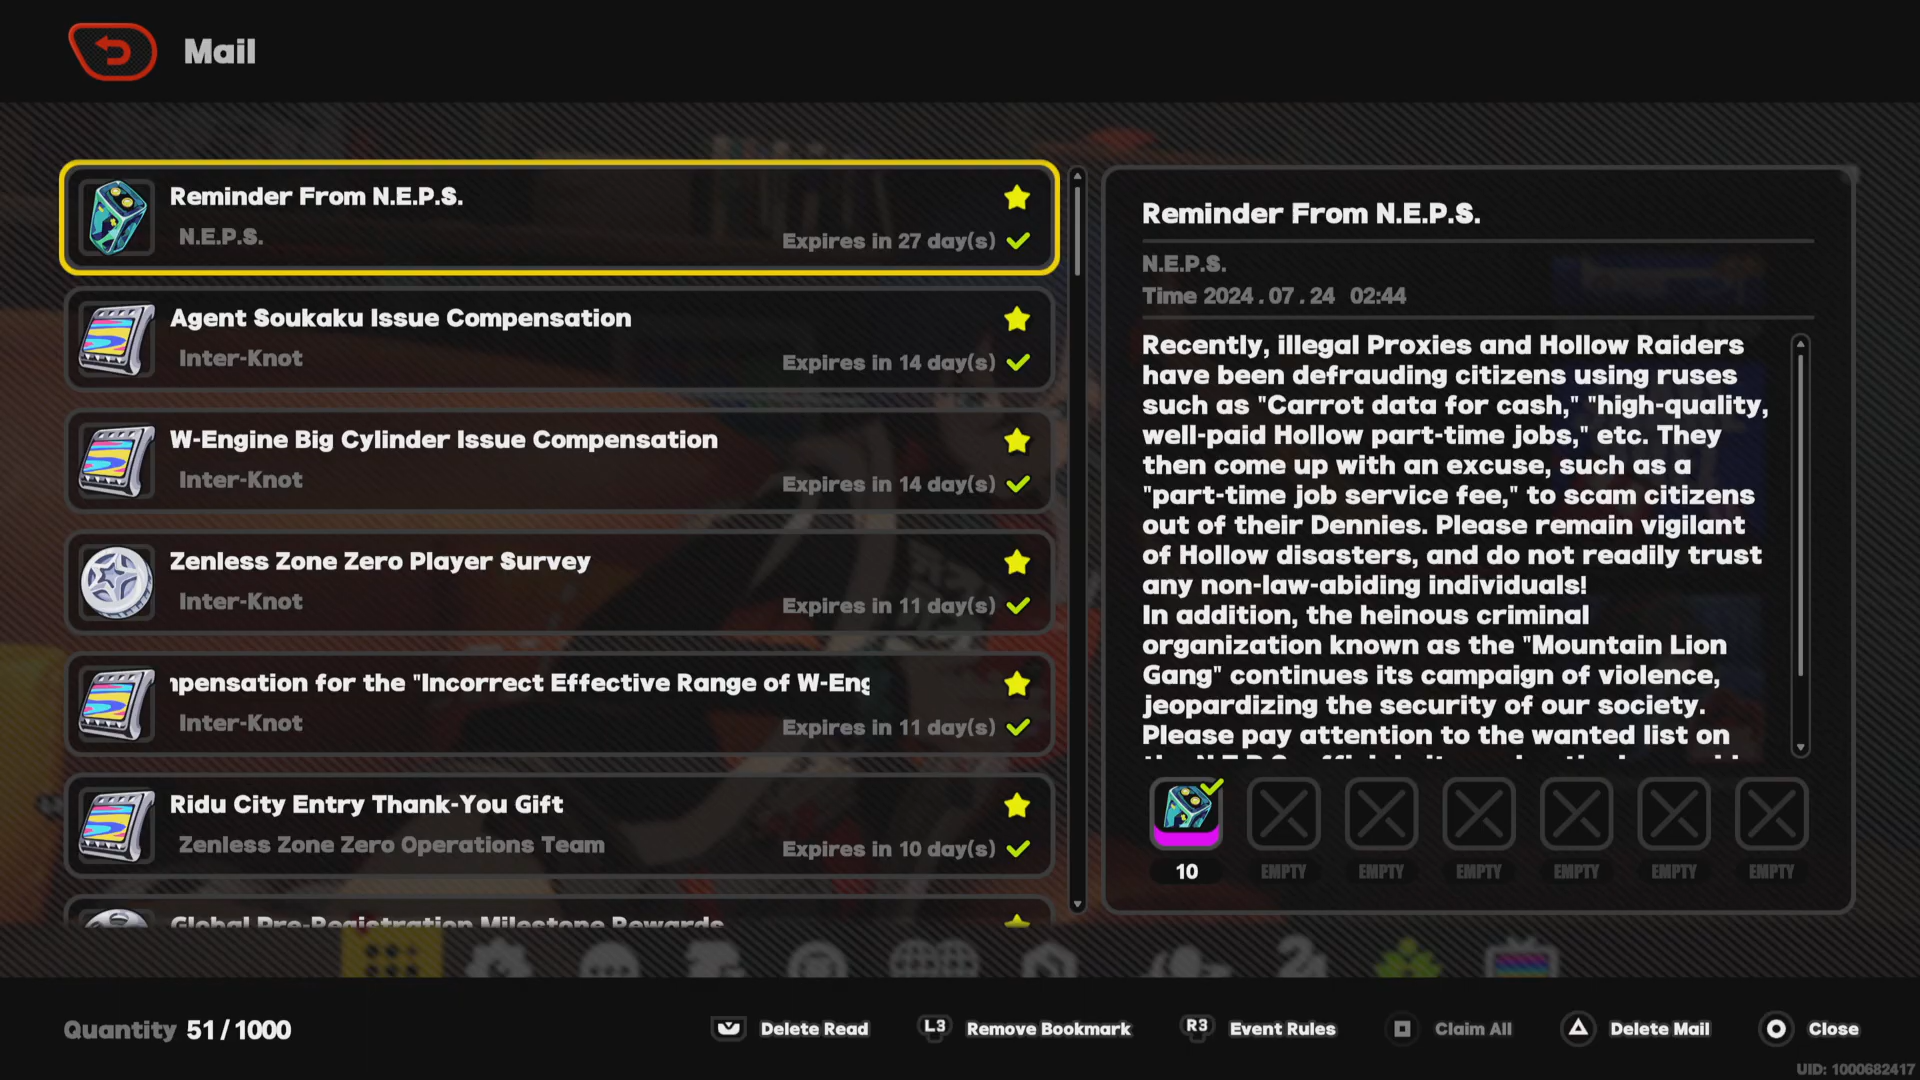 Mail
Reminder From N.E.P.S.
N.E.P.S.
Expires in 27 day(s)
Agent Soukaku Issue Compensation
Inter-Knot
Expires in 14 day(s)
W-Engine Big Cylinder Issue Compensation
Inter-Knot
Expires in 14 day(s)
Zenless Zone Zero Player Survey
Inter-Knot
Expires in 11 day(s)
npensation for the "Incorrect Effective Range of W-Eng
Inter-Knot
Expires in 11 day(s)
Ridu City Entry Thank-You Gift
Zenless Zone Zero Operations Team
Expires in 10 day(s)
Global Pre-Registration Milestone Rewards
Reminder From N.E.P.S.
N.E.P.S.
Time 2024.07.24 02:44
Recently, illegal Proxies and Hollow Raiders
have been defrauding citizens using ruses
such as "Carrot data for cash," "high-quality,
well-paid Hollow part-time jobs," etc. They
then come up with an excuse, such as a
"part-time job service fee," to scam citizens
out of their Dennies. Please remain vigilant
of Hollow disasters, and do not readily trust
any non-law-abiding individuals!
In addition, the heinous criminal
organization known as the "Mountain Lion
Gang" continues its campaign of violence,
jeopardizing the security of our society.
Please pay attention to the wanted list on
10
EMPTY
EMPTY
EMPTY
EMPTY
EMPTY
EMPTY
Quantity 51/1000
Delete Read
L3 Remove Bookmark
R3 Event Rules
Claim All
Delete Mail
Close
UID: 1000682417